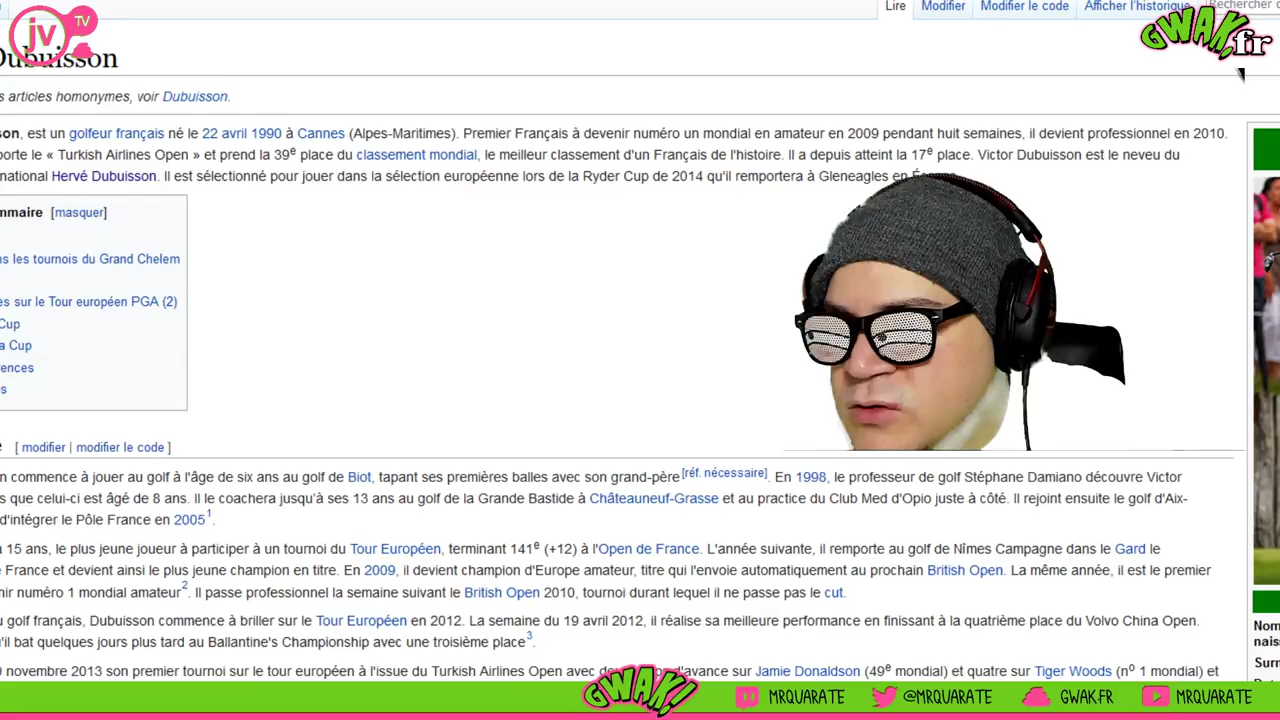 Lire Modifier Modifier le code Afficher l'historique Rechercher
jv TV
GWAK.fr
Dubuisson
s articles homonymes, voir Dubuisson.
son, est un golfeur français né le 22 avril 1990 à Cannes (Alpes-Maritimes). Premier Français à devenir numéro un mondial en amateur en 2009 pendant huit semaines, il devient professionnel en 2010.
porte le « Turkish Airlines Open » et prend la 39e place du classement mondial, le meilleur classement d'un Français de l'histoire. Il a depuis atteint la 17e place. Victor Dubuisson est le neveu du
national Hervé Dubuisson. Il est sélectionné pour jouer dans la sélection européenne lors de la Ryder Cup de 2014 qu'il remportera à Gleneagles en
mmaire [masquer]
ns les tournois du Grand Chelem
es sur le Tour européen PGA (2)
Cup
a Cup
rences
s
e [ modifier | modifier le code ]
n commence à jouer au golf à l'âge de six ans au golf de Biot, tapant ses premières balles avec son grand-père[réf. nécessaire]. En 1998, le professeur de golf Stéphane Damiano découvre Victor
s que celui-ci est âgé de 8 ans. Il le coachera jusqu'à ses 13 ans au golf de la Grande Bastide à Châteauneuf-Grasse et au practice du Club Med d'Opio juste à côté. Il rejoint ensuite le golf d'Aix-
d'intégrer le Pôle France en 2005 1.
à 15 ans, le plus jeune joueur à participer à un tournoi du Tour Européen, terminant 141e (+12) à l'Open de France. L'année suivante, il remporte au golf de Nîmes Campagne dans le Gard le
e France et devient ainsi le plus jeune champion en titre. En 2009, il devient champion d'Europe amateur, titre qui l'envoie automatiquement au prochain British Open. La même année, il est le premier
nir numéro 1 mondial amateur 2. Il passe professionnel la semaine suivant le British Open 2010, tournoi durant lequel il ne passe pas le cut.
u golf français, Dubuisson commence à briller sur le Tour Européen en 2012. La semaine du 19 avril 2012, il réalise sa meilleure performance en finissant à la quatrième place du Volvo China Open.
u'il bat quelques jours plus tard au Ballantine's Championship avec une troisième place 3.
0 novembre 2013 son premier tournoi sur le tour européen à l'issue du Turkish Airlines Open avec d'avance sur Jamie Donaldson (49e mondial) et quatre sur Tiger Woods (no 1 mondial) et
Nom
nais
Surn
GWAK! MRQUARATE @MRQUARATE GWAK.FR MRQUARATE